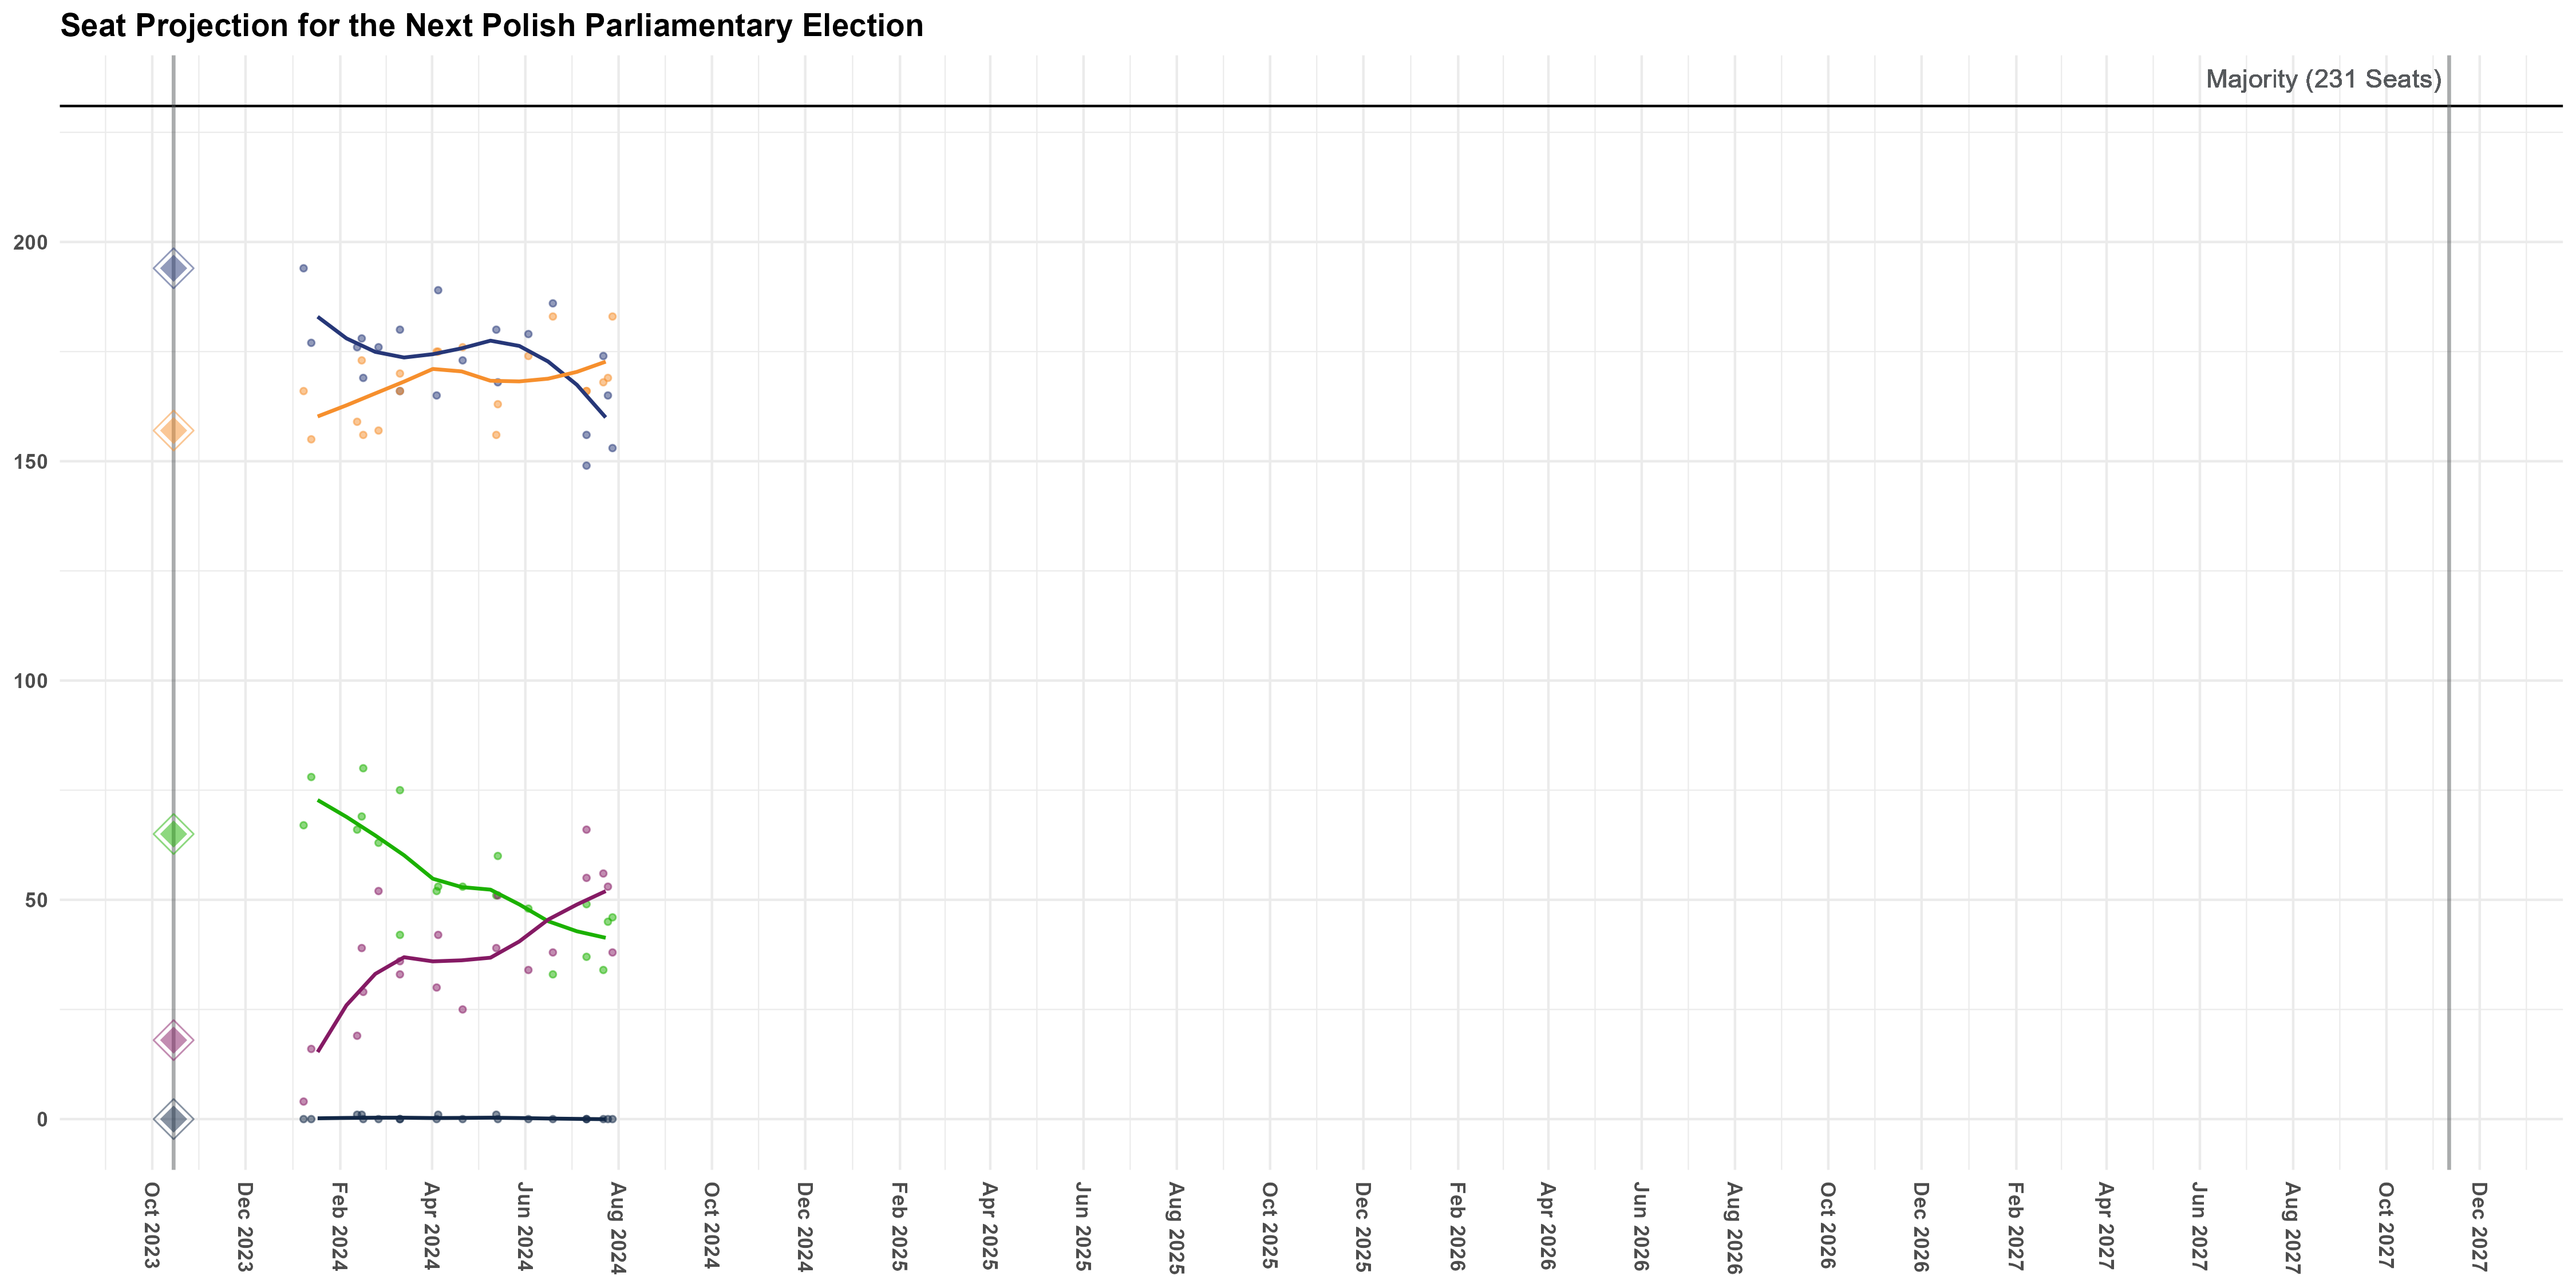 Seat Projection for the Next Polish Parliamentary Election
Majority (231 Seats)
200
150
100
50
0
Oct 2023
Dec 2023
Feb 2024
Apr 2024
Jun 2024
Aug 2024
Oct 2024
Dec 2024
Feb 2025
Apr 2025
Jun 2025
Aug 2025
Oct 2025
Dec 2025
Feb 2026
Apr 2026
Jun 2026
Aug 2026
Oct 2026
Dec 2026
Feb 2027
Apr 2027
Jun 2027
Aug 2027
Oct 2027
Dec 2027